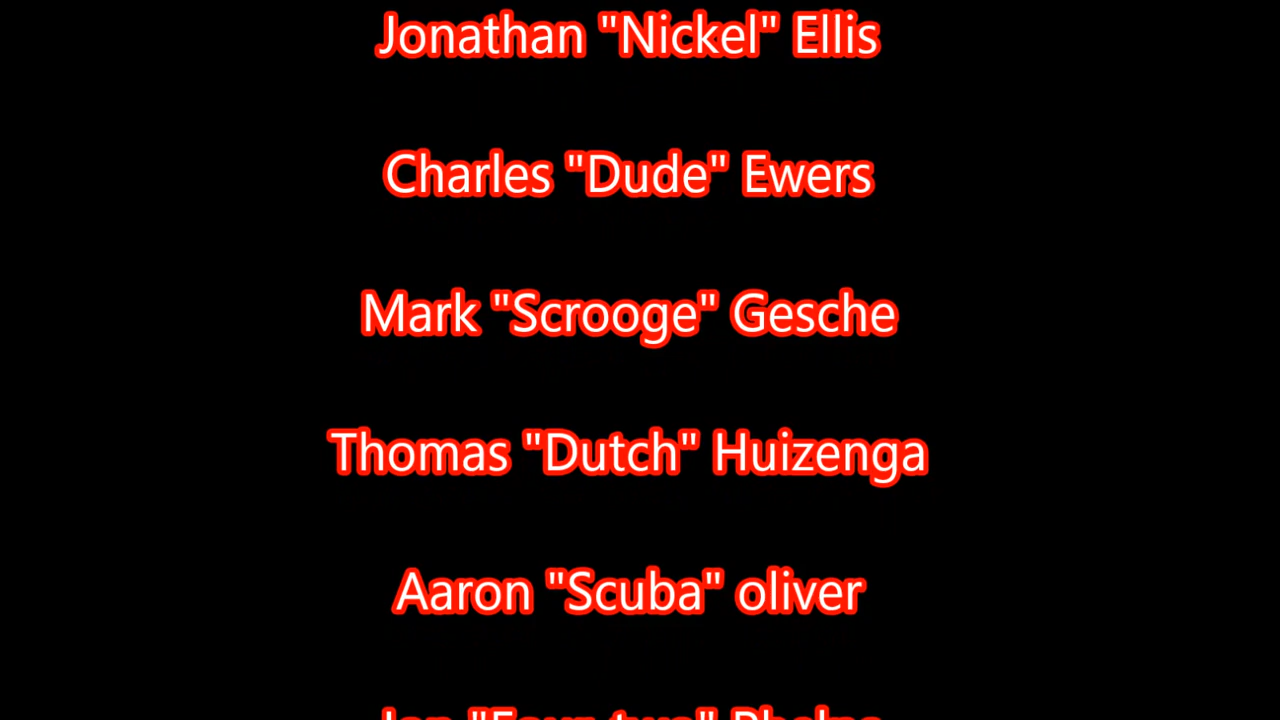 Jonathan "Nickel" Ellis
Charles "Dude" Ewers
Mark "Scrooge" Gesche
Thomas "Dutch" Huizenga
Aaron "Scuba" oliver